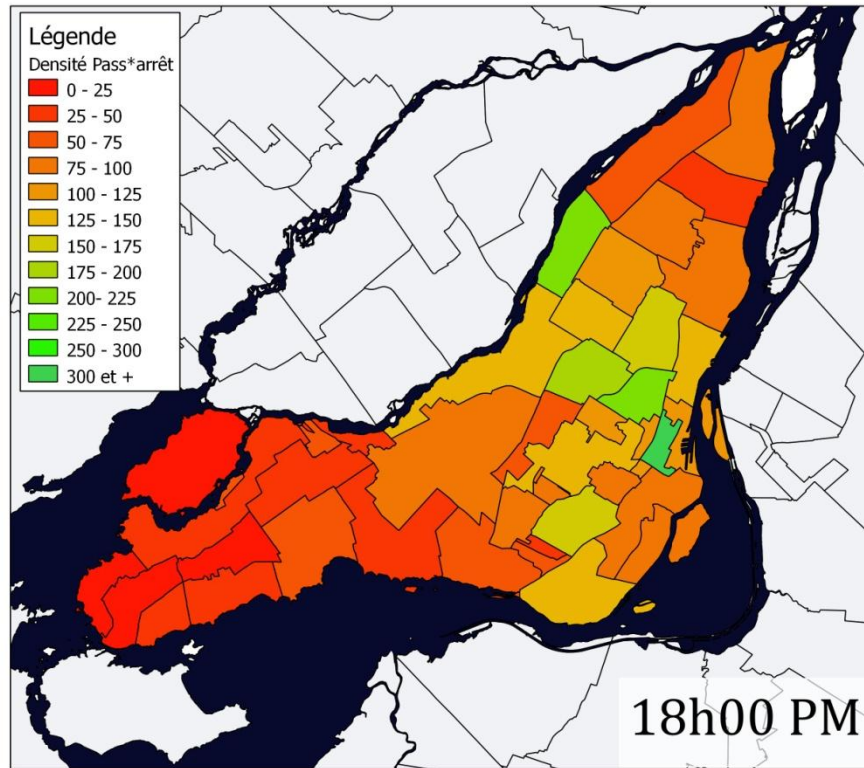 Légende
Densité Pass*arrêt
0 - 25
25 - 50
50 - 75
75 - 100
100 - 125
125 - 150
150 - 175
175 - 200
200- 225
225 - 250
250 - 300
300 et +
18h00 PM